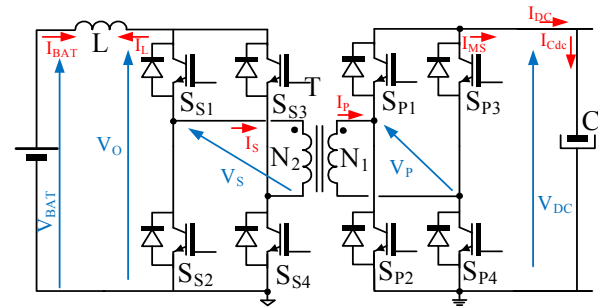 I_BAT
L
I_L
I_MS
I_DC
I_Cdc
S_S1
S_S3
T
I_P
S_P1
S_P3
C
V_O
I_S
N_2
N_1
V_S
V_P
V_BAT
V_DC
S_S2
S_S4
S_P2
S_P4